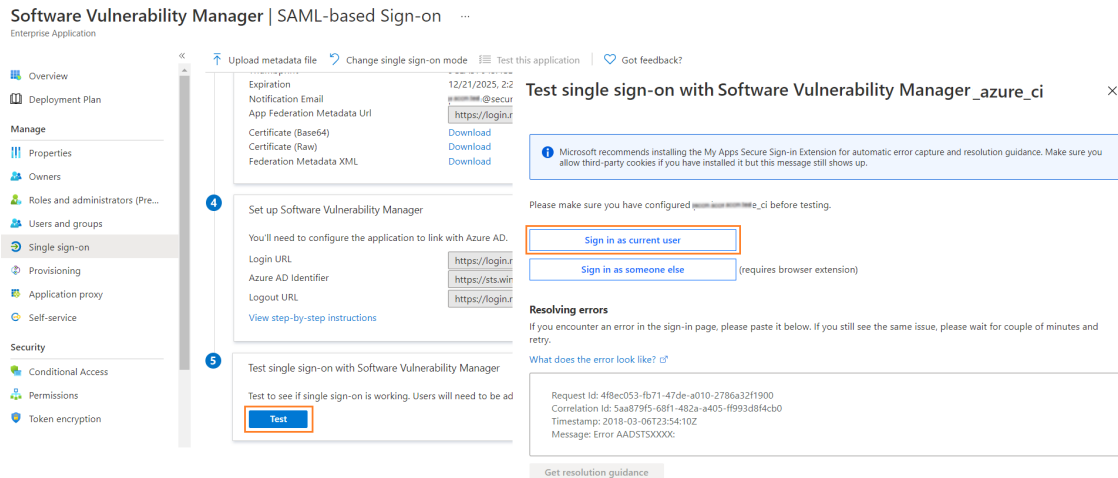 Software Vulnerability Manager | SAML-based Sign-on ...
Enterprise Application
Overview
Deployment Plan
Manage
Properties
Owners
Roles and administrators (Pre...
Users and groups
Single sign-on
Provisioning
Application proxy
Self-service
Security
Conditional Access
Permissions
Token encryption
Upload metadata file
Change single sign-on mode
Test this application
Got feedback?
Expiration
12/21/2025, 2:2
Notification Email
@secur
App Federation Metadata Url
https://login.r
Certificate (Base64)
Download
Certificate (Raw)
Download
Federation Metadata XML
Download
4
Set up Software Vulnerability Manager
You'll need to configure the application to link with Azure AD.
Login URL
https://login.r
Azure AD Identifier
https://sts.win
Logout URL
https://login.r
View step-by-step instructions
5
Test single sign-on with Software Vulnerability Manager
Test to see if single sign-on is working. Users will need to be ad
Test
Test single sign-on with Software Vulnerability Manager_azure_ci
Microsoft recommends installing the My Apps Secure Sign-in Extension for automatic error capture and resolution guidance. Make sure you
allow third-party cookies if you have installed it but this message still shows up.
Please make sure you have configured e_ci before testing.
Sign in as current user
Sign in as someone else
(requires browser extension)
Resolving errors
If you encounter an error in the sign-in page, please paste it below. If you still see the same issue, please wait for couple of minutes and
retry.
What does the error look like?
Request Id: 4f8ec053-fb71-47de-a010-2786a32f1900
Correlation Id: 5aa879f5-68f1-482a-a405-ff993d8f4cb0
Timestamp: 2018-03-06T23:54:10Z
Message: Error AADSTSXXXX:
Get resolution guidance